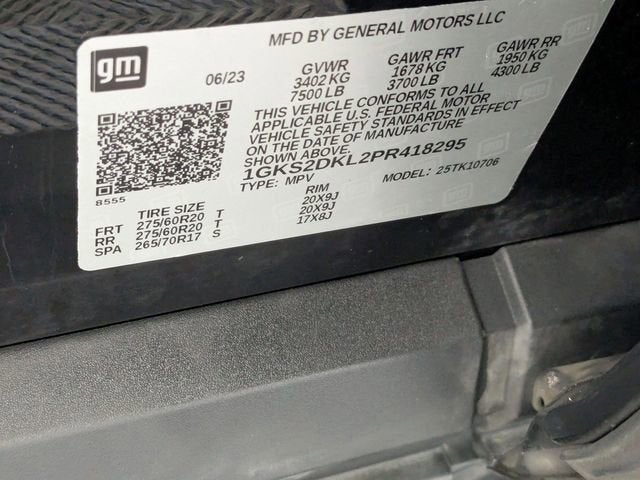 gm
MFD BY GENERAL MOTORS LLC
06/23 GVWR GAWR FRT GAWR RR
3402 KG 1678 KG 1950 KG
7500 LB 3700 LB 4300 LB
THIS VEHICLE CONFORMS TO ALL
APPLICABLE U.S. FEDERAL MOTOR
VEHICLE SAFETY STANDARDS IN EFFECT
ON THE DATE OF MANUFACTURE
SHOWN ABOVE.
1GKS2DKL2PR418295
TYPE: MPV MODEL: 25TK10706
8555
TIRE SIZE RIM
FRT 275/60R20 T 20X9J
RR 275/60R20 T 20X9J
SPA 265/70R17 S 17X8J